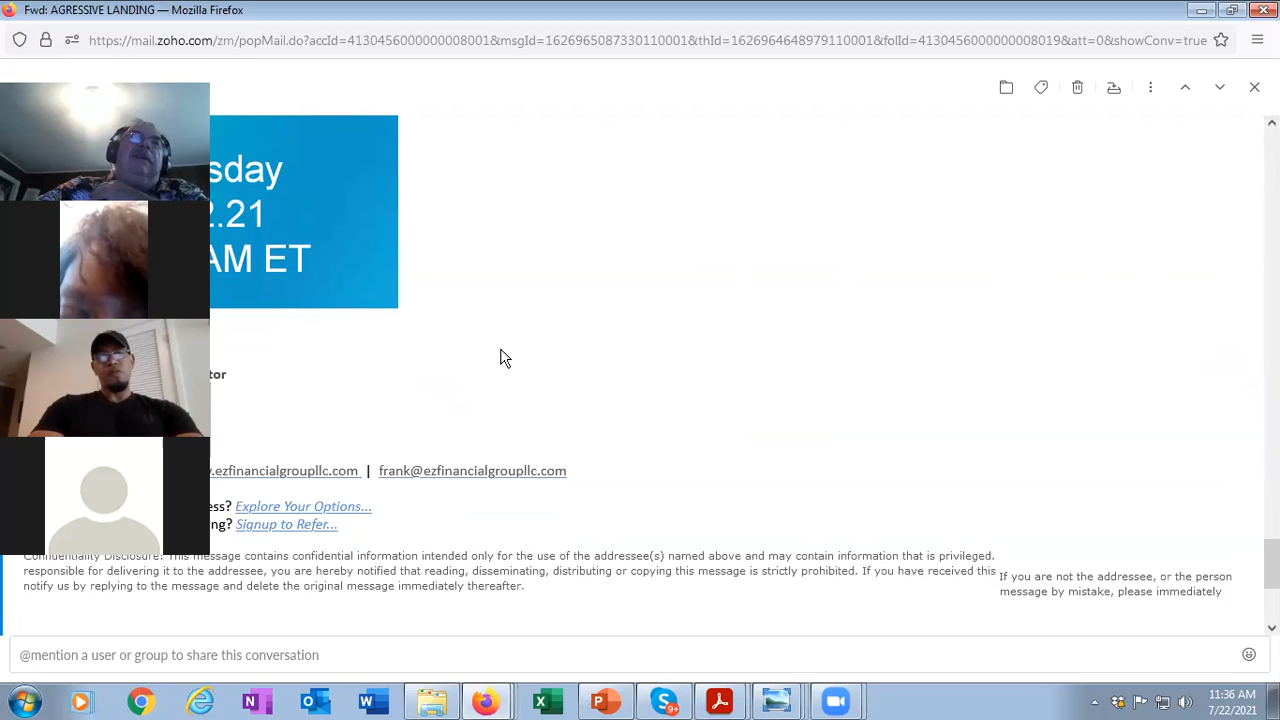 Fwd: AGRESSIVE LANDING — Mozilla Firefox
https://mail.zoho.com/zm/popMail.do?accId=4130456000000008001&msgId=1626965087330110001&thId=1626964648979110001&folId=4130456000000008019&att=0&showConv=true
sday
2.21
AM ET
tor
.ezfinancialgroupllc.com | frank@ezfinancialgroupllc.com
ess? Explore Your Options...
ng? Signup to Refer...
Confidentiality Disclosure: This message contains confidential information intended only for the use of the addressee(s) named above and may contain information that is privileged.
responsible for delivering it to the addressee, you are hereby notified that reading, disseminating, distributing or copying this message is strictly prohibited. If you have received this
notify us by replying to the message and delete the original message immediately thereafter.
If you are not the addressee, or the person
message by mistake, please immediately
@mention a user or group to share this conversation
9+
11:36 AM
7/22/2021